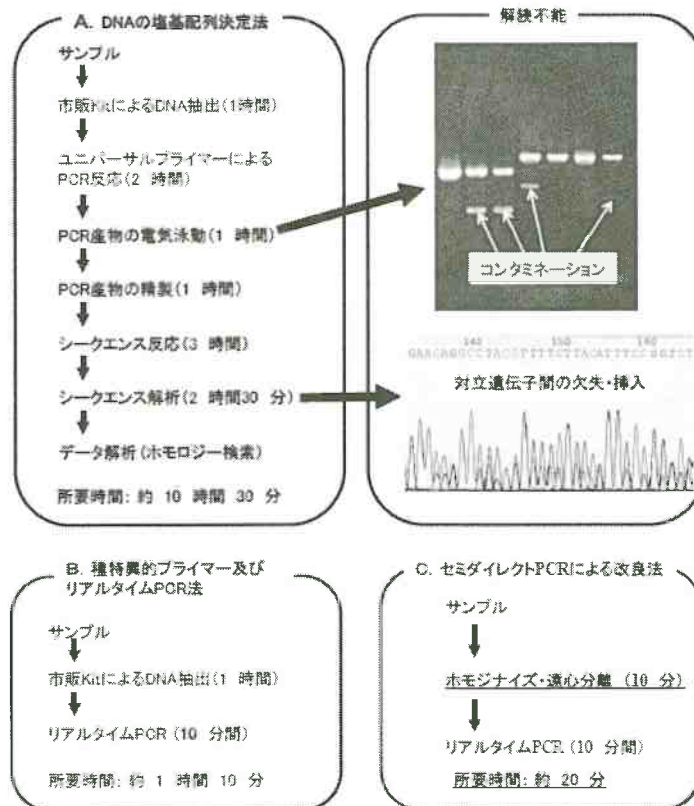 A. DNAの塩基配列決定法
サンプル
市販KitによるDNA抽出(1時間)
ユニバーサルプライマーによる
PCR反応(2 時間)
PCR産物の電気泳動(1 時間)
PCR産物の精製(1 時間)
シークエンス反応(3 時間)
シークエンス解析(2 時間30 分)
データ解析(ホモロジー検索)
所要時間: 約 10 時間 30 分
解読不能
コンタミネーション
140 150 160
対立遺伝子間の欠失・挿入
B. 種特異的プライマー及び
リアルタイムPCR法
サンプル
市販KitによるDNA抽出(1 時間)
リアルタイムPCR(10 分間)
所要時間: 約 1 時間 10 分
C. セミダイレクトPCRによる改良法
サンプル
ホモジナイズ・遠心分離 (10 分)
リアルタイムPCR(10 分間)
所要時間: 約 20 分